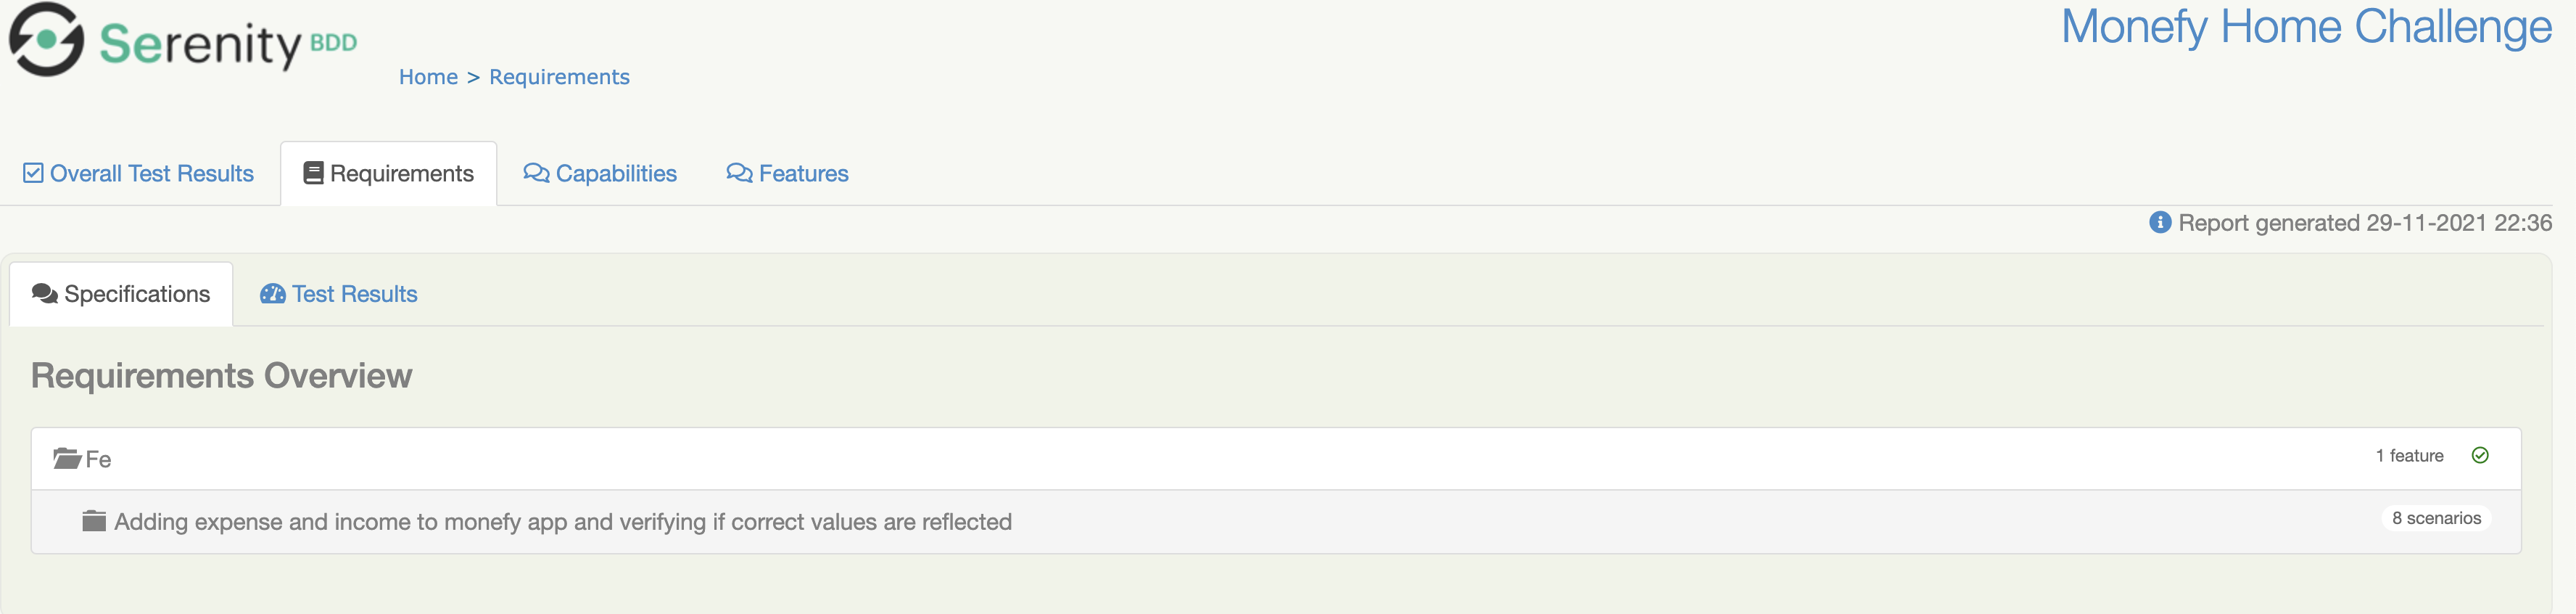 Serenity BDD
Monefy Home Challenge
Home > Requirements
Overall Test Results
Requirements
Capabilities
Features
Report generated 29-11-2021 22:36
Specifications
Test Results
Requirements Overview
Fe
1 feature
Adding expense and income to monefy app and verifying if correct values are reflected
8 scenarios